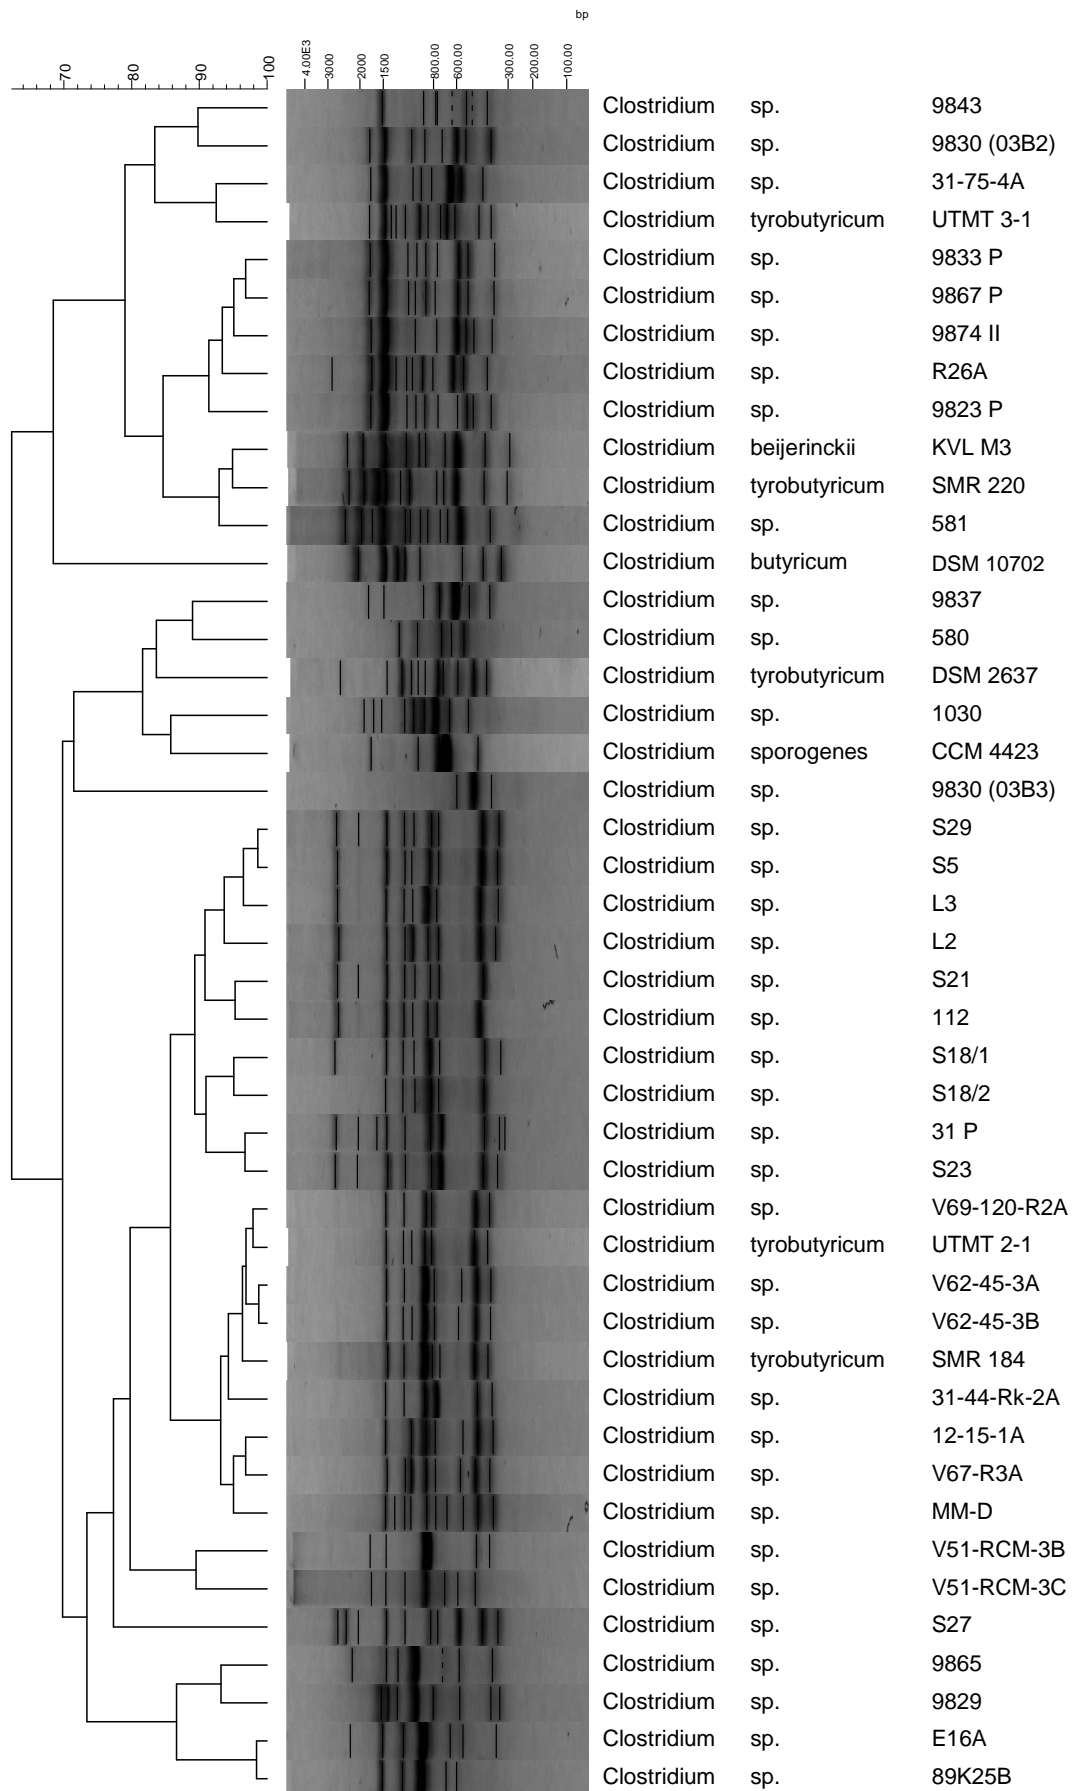 bp
70 80 90 100 4.00E3 3000 2000 1500 800.00 600.00 300.00 200.00 100.00
Clostridium sp. 9843
Clostridium sp. 9830 (03B2)
Clostridium sp. 31-75-4A
Clostridium tyrobutyricum UTMT 3-1
Clostridium sp. 9833 P
Clostridium sp. 9867 P
Clostridium sp. 9874 II
Clostridium sp. R26A
Clostridium sp. 9823 P
Clostridium beijerinckii KVL M3
Clostridium tyrobutyricum SMR 220
Clostridium sp. 581
Clostridium butyricum DSM 10702
Clostridium sp. 9837
Clostridium sp. 580
Clostridium tyrobutyricum DSM 2637
Clostridium sp. 1030
Clostridium sporogenes CCM 4423
Clostridium sp. 9830 (03B3)
Clostridium sp. S29
Clostridium sp. S5
Clostridium sp. L3
Clostridium sp. L2
Clostridium sp. S21
Clostridium sp. 112
Clostridium sp. S18/1
Clostridium sp. S18/2
Clostridium sp. 31 P
Clostridium sp. S23
Clostridium sp. V69-120-R2A
Clostridium tyrobutyricum UTMT 2-1
Clostridium sp. V62-45-3A
Clostridium sp. V62-45-3B
Clostridium tyrobutyricum SMR 184
Clostridium sp. 31-44-Rk-2A
Clostridium sp. 12-15-1A
Clostridium sp. V67-R3A
Clostridium sp. MM-D
Clostridium sp. V51-RCM-3B
Clostridium sp. V51-RCM-3C
Clostridium sp. S27
Clostridium sp. 9865
Clostridium sp. 9829
Clostridium sp. E16A
Clostridium sp. 89K25B